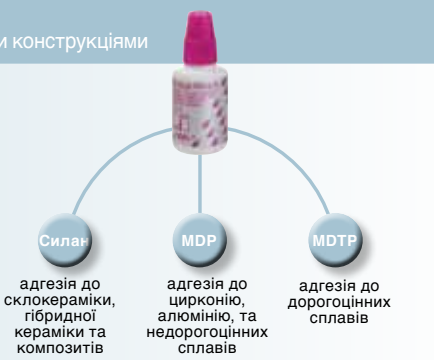 и конструкціями
Силан
MDP
MDTP
адгезія до
склокераміки,
гібридної
кераміки та
композитів
адгезія до
цирконію,
алюмінію, та
недорогоцінних
сплавів
адгезія до
дорогоцінних
сплавів